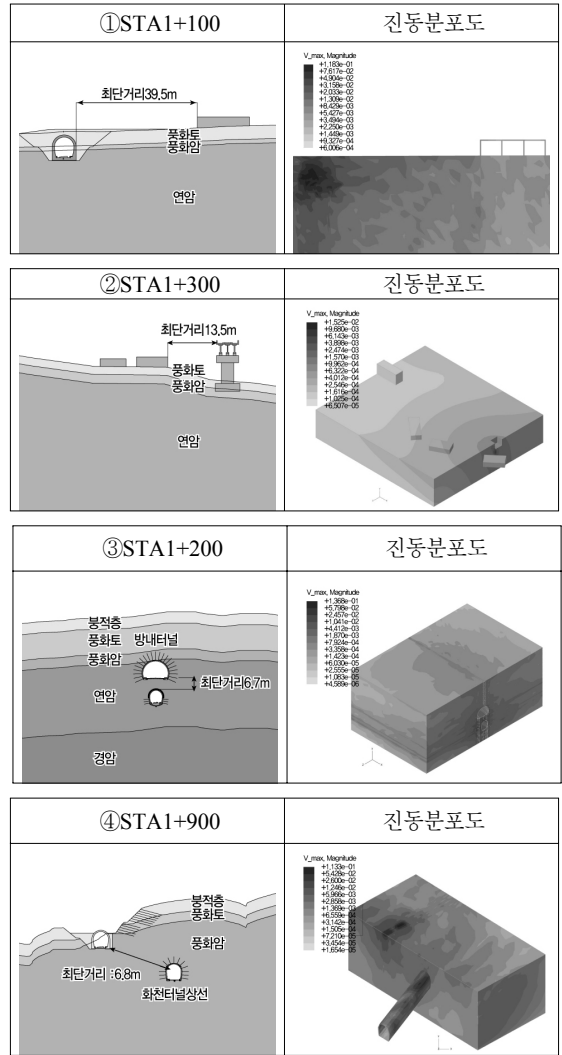 ①STA1+100
진동분포도
최단거리39.5m
풍화토
풍화암
연암
V_max, Magnitude
+1.183e-01
+7.617e-02
+4.904e-02
+3.158e-02
+2.033e-02
+1.309e-02
+8.429e-03
+5.427e-03
+3.494e-03
+2.250e-03
+1.449e-03
+9.327e-04
+6.006e-04
②STA1+300
진동분포도
최단거리13.5m
풍화토
풍화암
연암
V_max, Magnitude
+1.525e-02
+9.680e-03
+6.143e-03
+3.898e-03
+2.474e-03
+1.570e-03
+9.962e-04
+6.322e-04
+4.012e-04
+2.546e-04
+1.616e-04
+1.025e-04
+6.507e-05
③STA1+200
진동분포도
붕적층
풍화토
방내터널
풍화암
최단거리6.7m
연암
경암
V_max, Magnitude
+1.368e-01
+5.798e-02
+2.457e-02
+1.041e-02
+4.412e-03
+1.870e-03
+7.924e-04
+3.358e-04
+1.423e-04
+6.030e-05
+2.555e-05
+1.083e-05
+4.589e-06
④STA1+900
진동분포도
붕적층
풍화토
풍화암
최단거리 :6.8m
화천터널상선
V_max, Magnitude
+1.133e-01
+5.428e-02
+2.600e-02
+1.246e-02
+5.966e-03
+2.858e-03
+1.369e-03
+6.559e-04
+3.142e-04
+1.505e-04
+7.210e-05
+3.454e-05
+1.654e-05